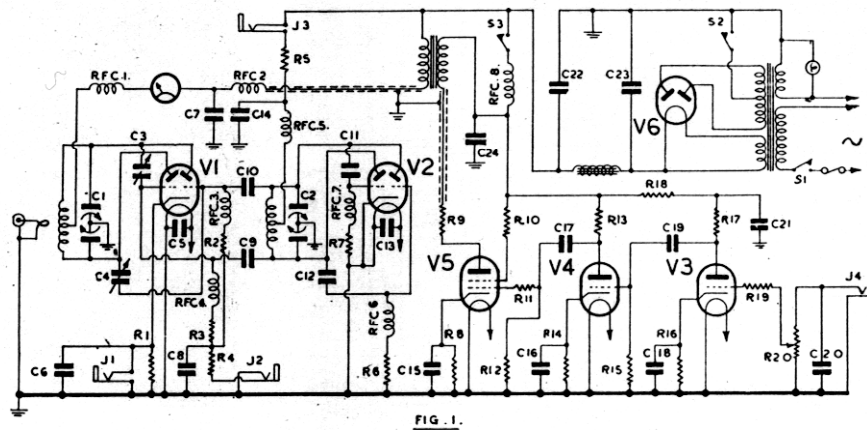 J3
R5
S3
S2
R.F.C.1.
RFC 2
RFC.8.
C22
C23
V6
C7
C14
RFC.5.
C24
S1
C3
V1
C10
C11
V2
C1
C5
RFC.3.
C2
RFC.7.
C13
R2
R7
C4
C9
C12
RFC4.
RFC6
R9
R.10
C17
R13
R18
C19
R17
C21
V5
V4
V3
R11
R19
J4
R1
R3
R4
C6
J1
C8
J2
R6
C15
R8
R12
C16
R14
R15
C18
R16
R20
C20
FIG.1.